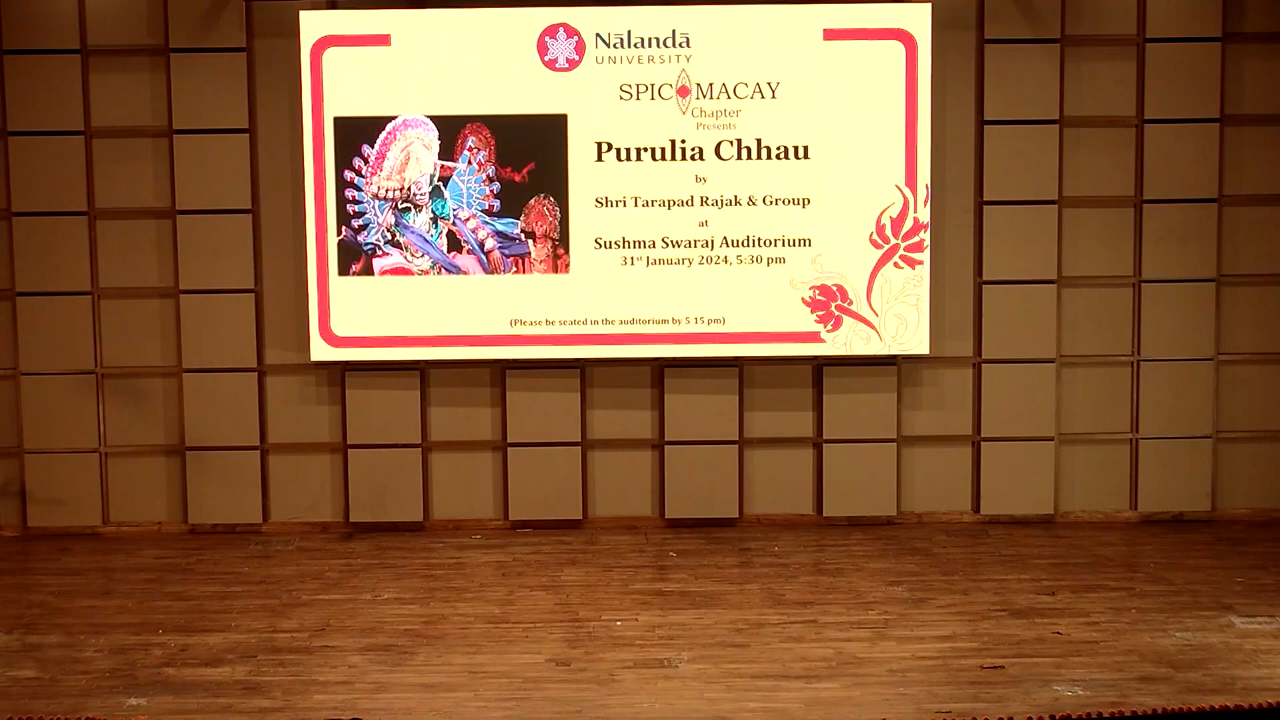 Nālandā
UNIVERSITY
SPIC MACAY
Chapter
Presents
Purulia Chhau
by
Shri Tarapad Rajak & Group
at
Sushma Swaraj Auditorium
31st January 2024, 5:30 pm
(Please be seated in the auditorium by 5 15 pm)